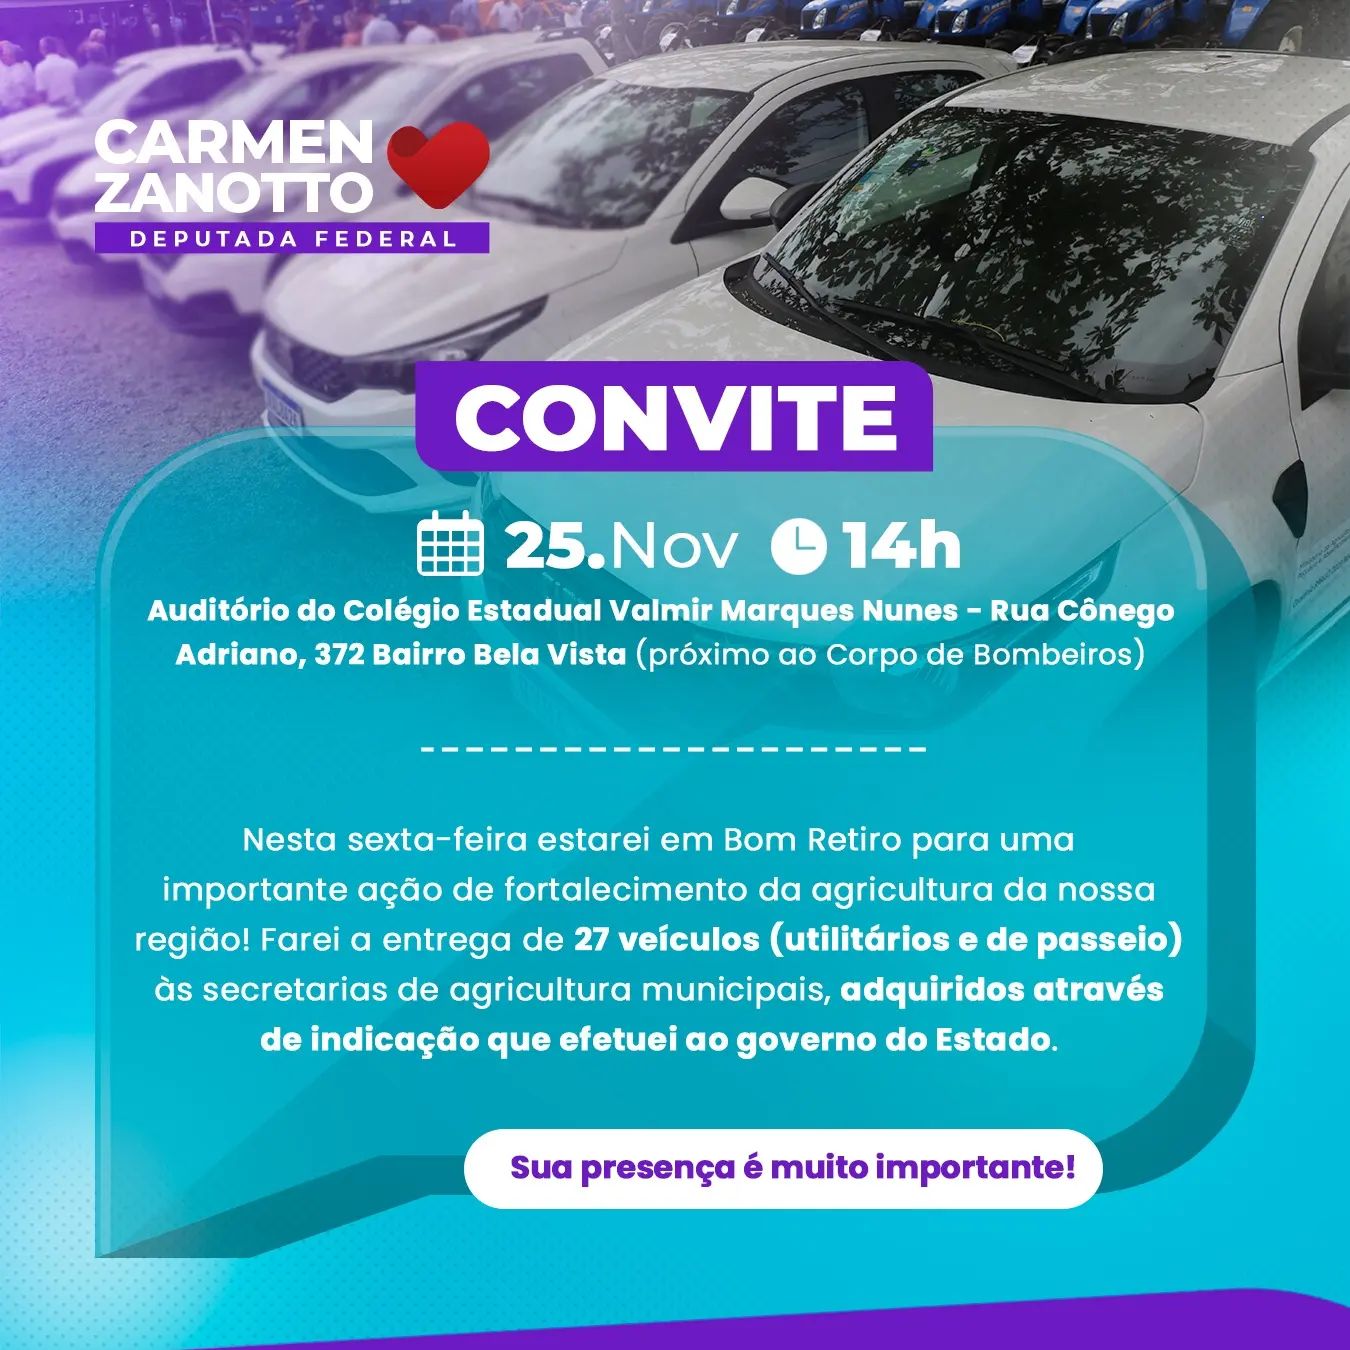 CARMEN
ZANOTTO
DEPUTADA FEDERAL
CONVITE
25.Nov 14h
Auditório do Colégio Estadual Valmir Marques Nunes - Rua Cônego
Adriano, 372 Bairro Bela Vista (próximo ao Corpo de Bombeiros)
Nesta sexta-feira estarei em Bom Retiro para uma
importante ação de fortalecimento da agricultura da nossa
região! Farei a entrega de 27 veículos (utilitários e de passeio)
às secretarias de agricultura municipais, adquiridos através
de indicação que efetuei ao governo do Estado.
Sua presença é muito importante!